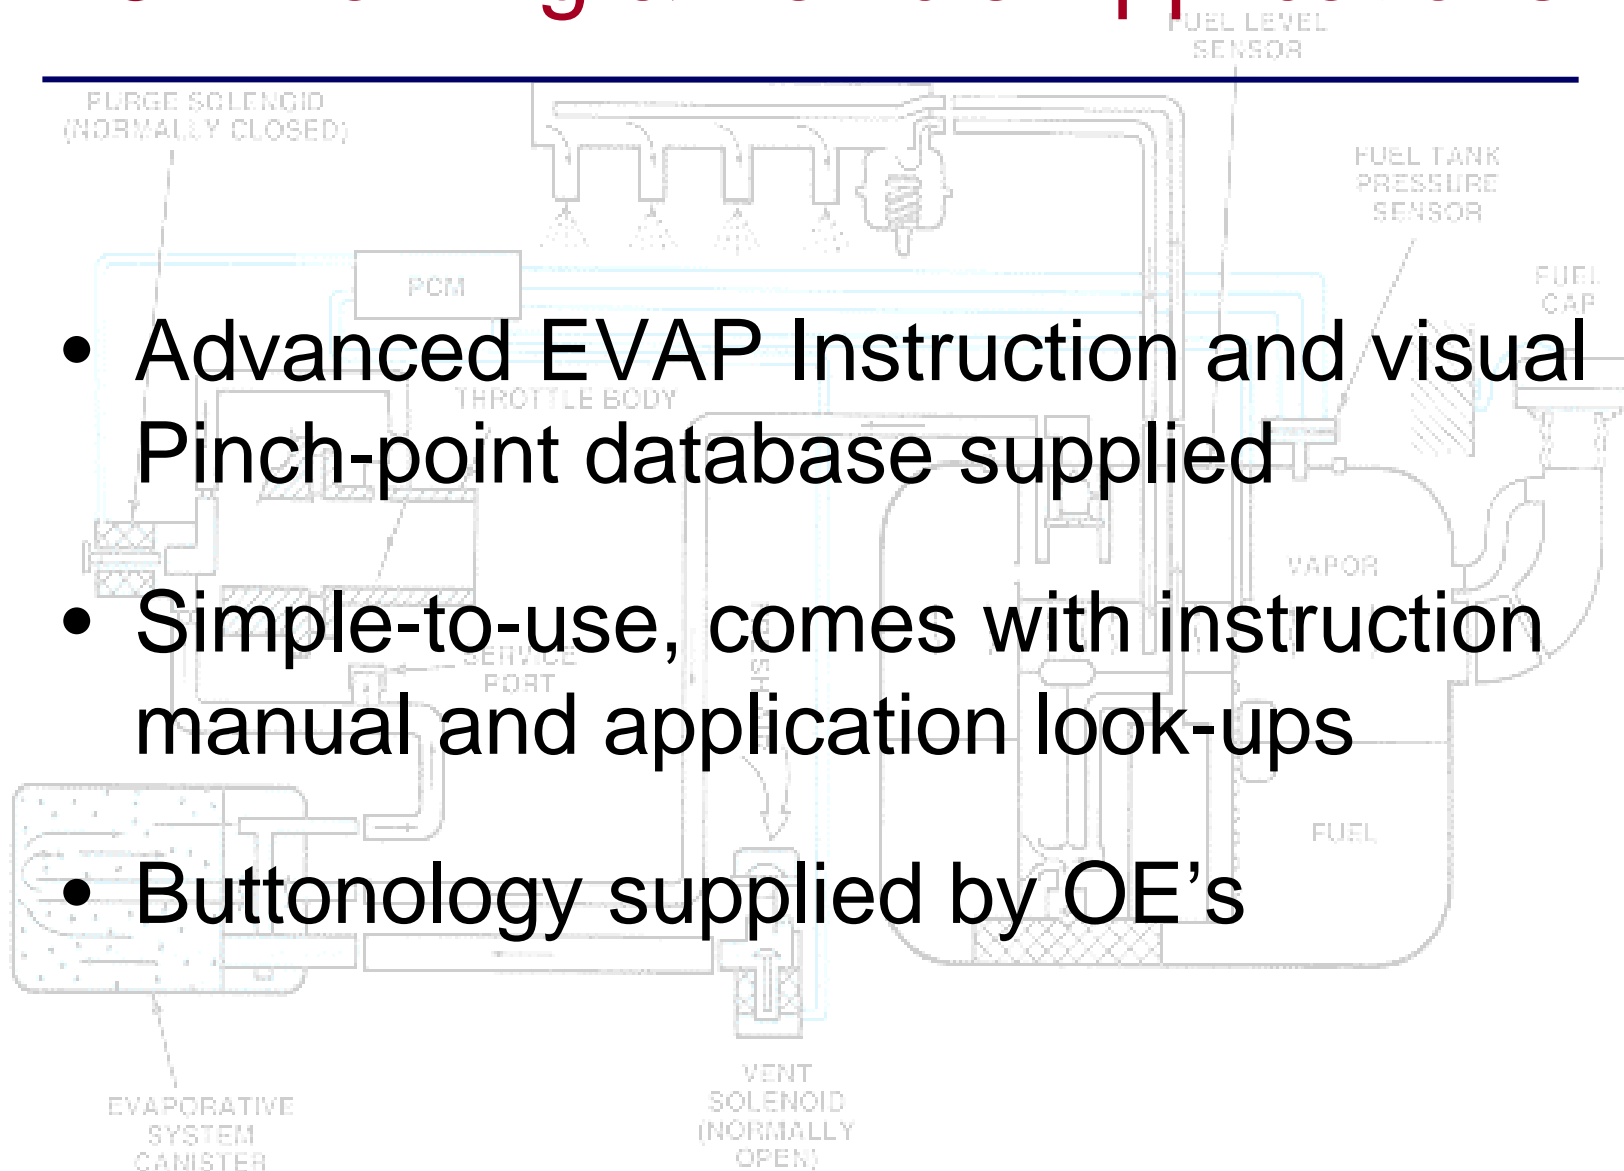 FUEL LEVEL
SENSOR
PURGE SOLENOID
(NORMALLY CLOSED)
FUEL TANK
PRESSURE
SENSOR
PCM
FUEL
CAP
• Advanced EVAP Instruction and visual
THROTTLE BODY
Pinch-point database supplied
VAPOR
• Simple-to-use, comes with instruction
SERVICE
PORT
manual and application look-ups
FUEL
• Buttonology supplied by OE’s
VENT
SOLENOID
(NORMALLY
OPEN)
EVAPORATIVE
SYSTEM
CANISTER